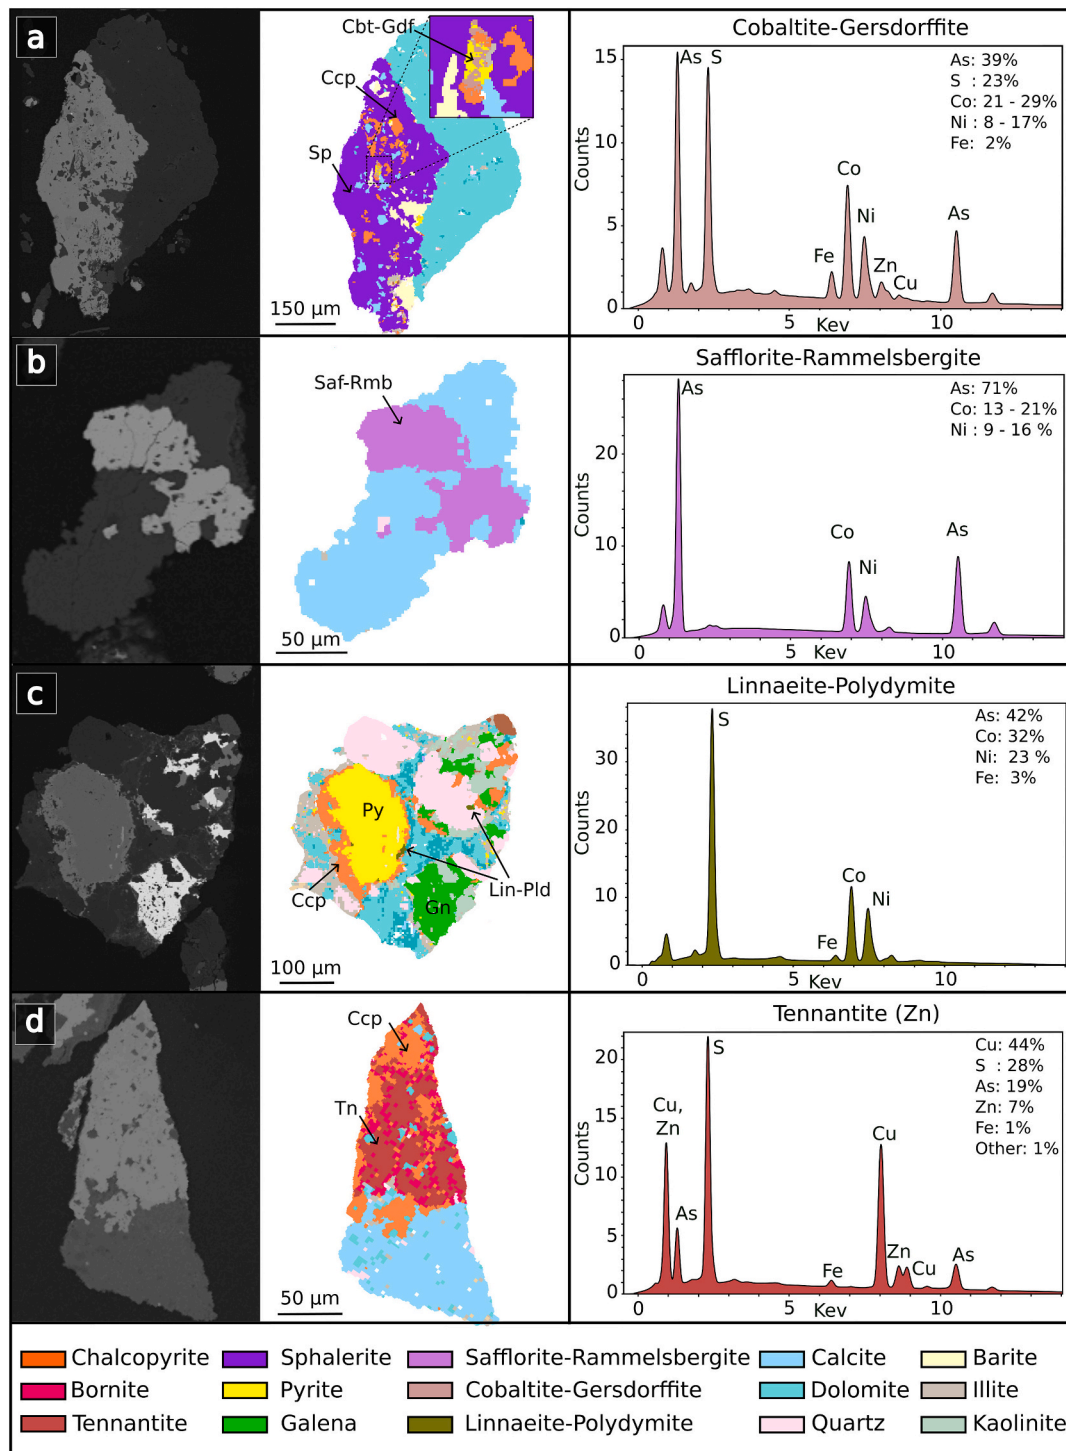 a
Cbt-Gdf
Ccp
Sp
150 µm
Cobaltite-Gersdorffite
As: 39%
S : 23%
Co: 21 - 29%
Ni : 8 - 17%
Fe: 2%
As S
Co
Ni
Fe
Zn
Cu
As
Counts
15
10
5
0
0 5 10
Kev
b
Saf-Rmb
50 µm
Safflorite-Rammelsbergite
As: 71%
Co: 13 - 21%
Ni : 9 - 16 %
As
Co
Ni
As
Counts
20
10
0
0 5 10
Kev
c
Py
Ccp
Gn
Lin-Pld
100 µm
Linnaeite-Polydymite
As: 42%
Co: 32%
Ni: 23 %
Fe: 3%
S
Co
Ni
Fe
Counts
30
20
10
0
0 5 10
Kev
d
Ccp
Tn
50 µm
Tennantite (Zn)
Cu: 44%
S : 28%
As: 19%
Zn: 7%
Fe: 1%
Other: 1%
S
Cu,
Zn
As
Cu
Fe
Zn
Cu
As
Counts
20
15
10
5
0
0 5 10
Kev
Chalcopyrite Sphalerite Safflorite-Rammelsbergite Calcite Barite
Bornite Pyrite Cobaltite-Gersdorffite Dolomite Illite
Tennantite Galena Linnaeite-Polydymite Quartz Kaolinite